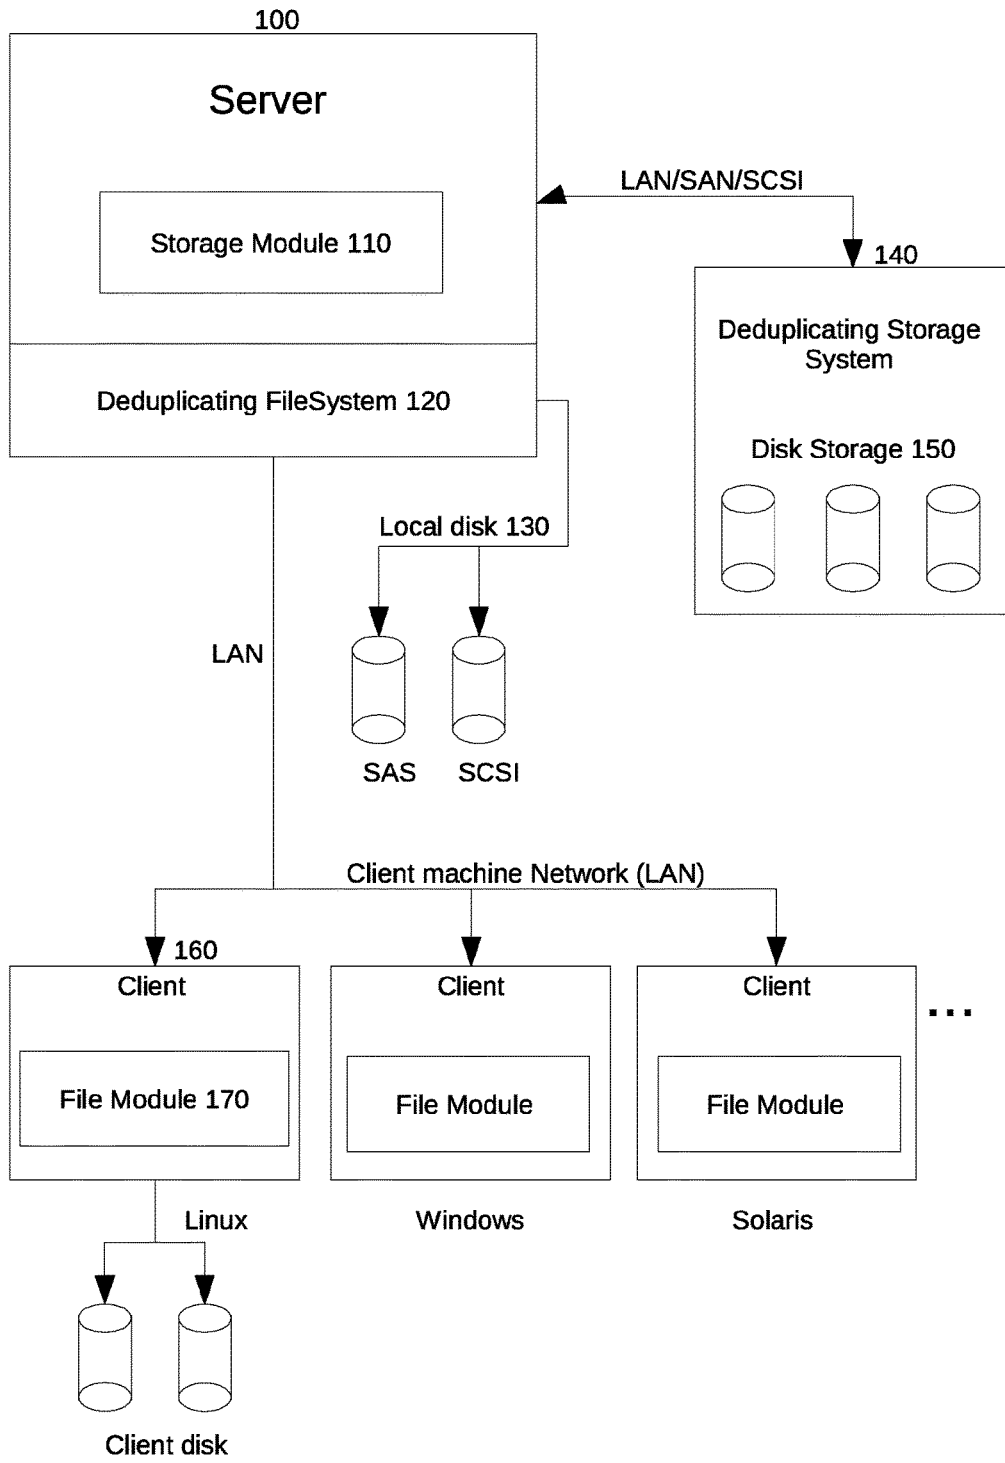 100
Server
Storage Module 110
LAN/SAN/SCSI
140
Deduplicating Storage
System
Deduplicating FileSystem 120
Disk Storage 150
Local disk 130
LAN
SAS
SCSI
Client machine Network (LAN)
160
Client
Client
Client
...
File Module 170
File Module
File Module
Linux
Windows
Solaris
Client disk